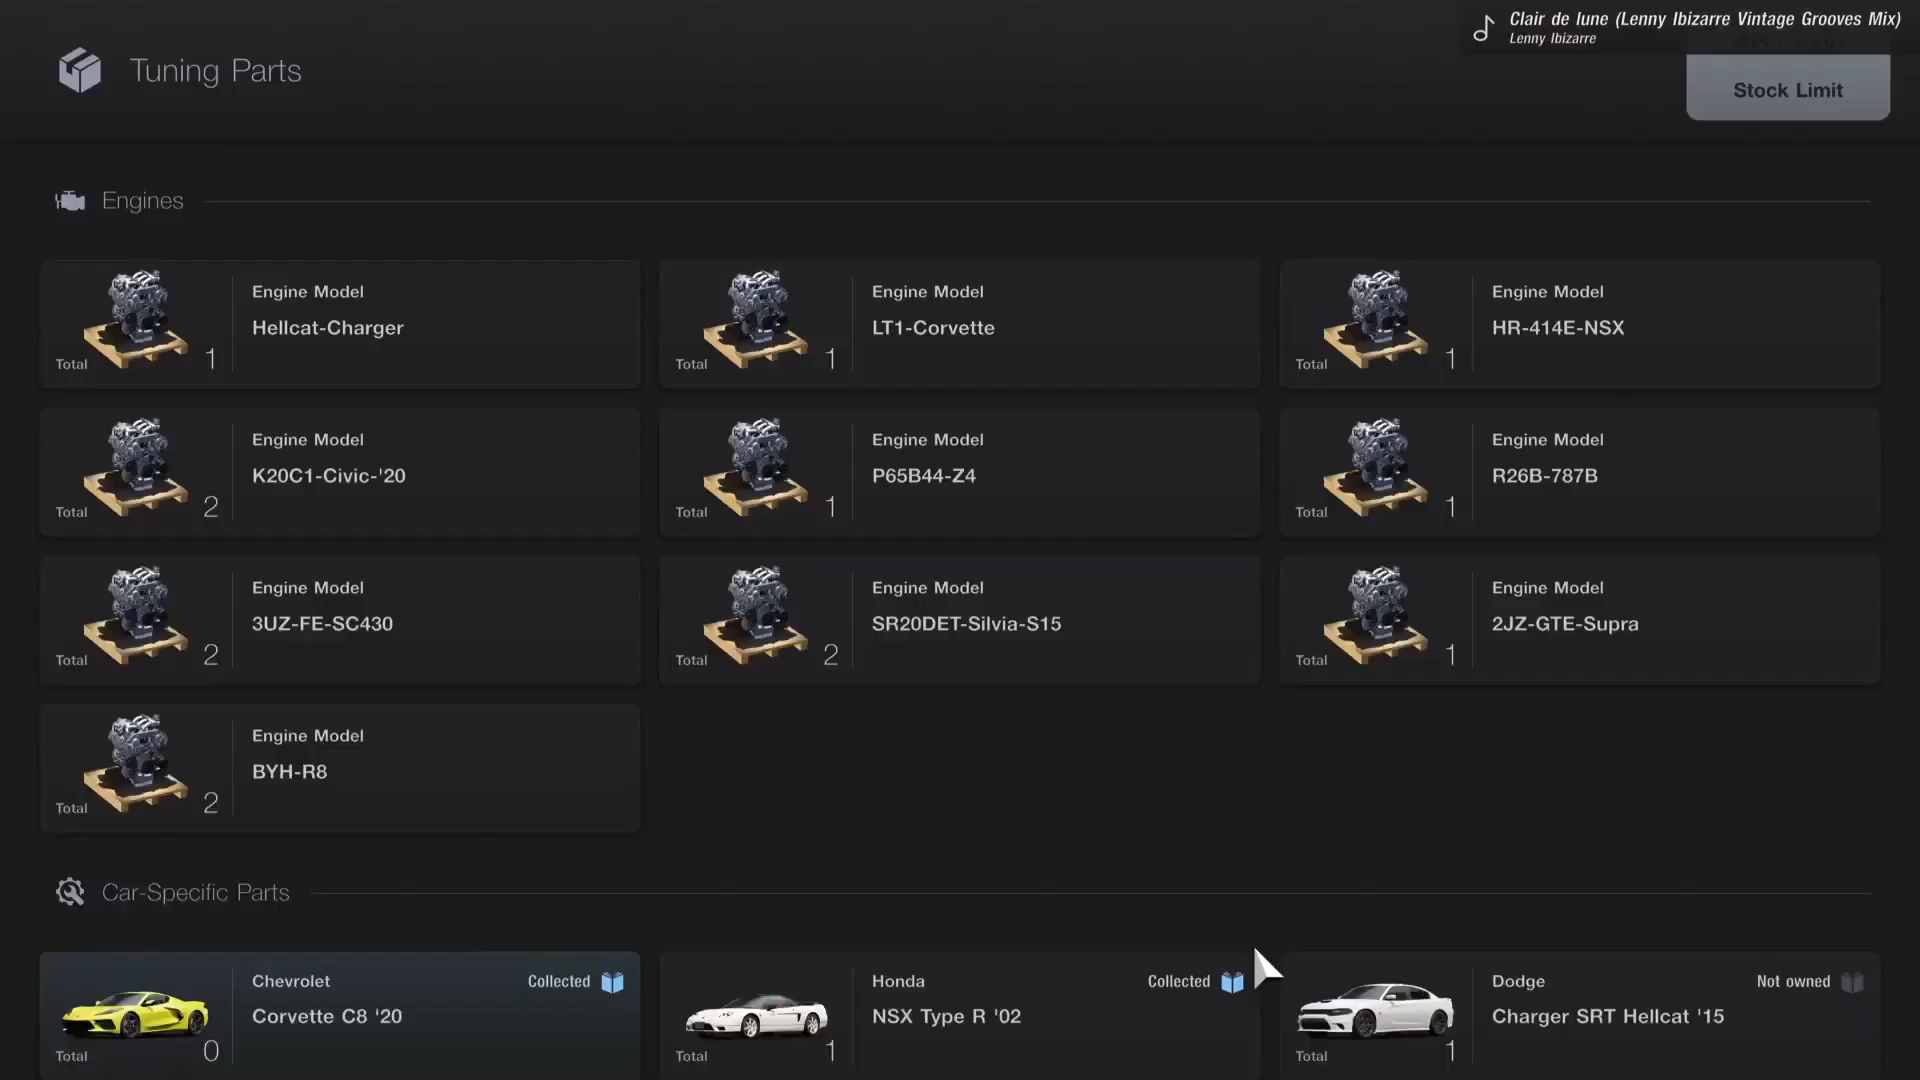 Clair de lune (Lenny Ibizarre Vintage Grooves Mix)
Lenny Ibizarre
Tuning Parts
Stock Limit
Engines
Engine Model
Hellcat-Charger
Total 1
Engine Model
LT1-Corvette
Total 1
Engine Model
HR-414E-NSX
Total 1
Engine Model
K20C1-Civic-'20
Total 2
Engine Model
P65B44-Z4
Total 1
Engine Model
R26B-787B
Total 1
Engine Model
3UZ-FE-SC430
Total 2
Engine Model
SR20DET-Silvia-S15
Total 2
Engine Model
2JZ-GTE-Supra
Total 1
Engine Model
BYH-R8
Total 2
Car-Specific Parts
Chevrolet Collected
Corvette C8 '20
Total 0
Honda Collected
NSX Type R '02
Total 1
Dodge Not owned
Charger SRT Hellcat '15
Total 1